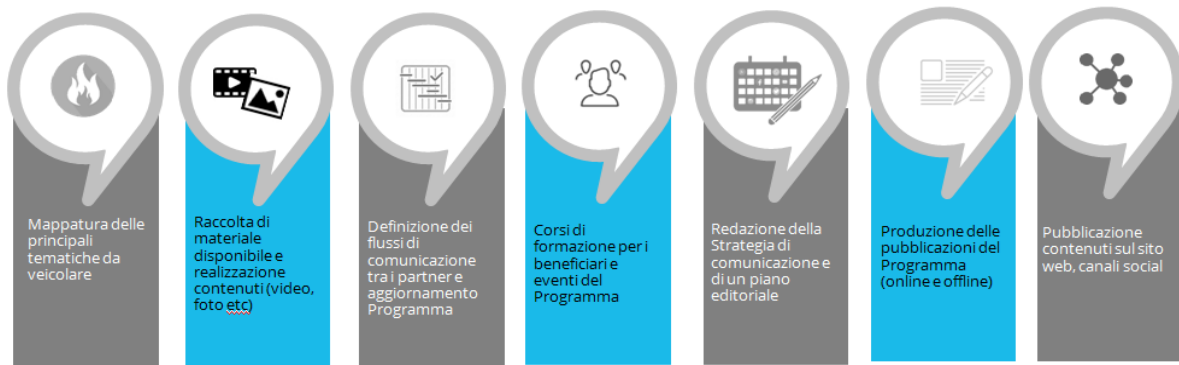 Mappatura delle
principali
tematiche da
veicolare
Raccolta di
materiale
disponibile e
realizzazione
contenuti (video,
foto etc)
Definizione dei
flussi di
comunicazione
tra i partner e
aggiornamento
Programma
Corsi di
formazione per i
beneficiari e
eventi del
Programma
Redazione della
Strategia di
comunicazione e
di un piano
editoriale
Produzione delle
pubblicazioni del
Programma
(online e offline)
Pubblicazione
contenuti sul sito
web, canali social